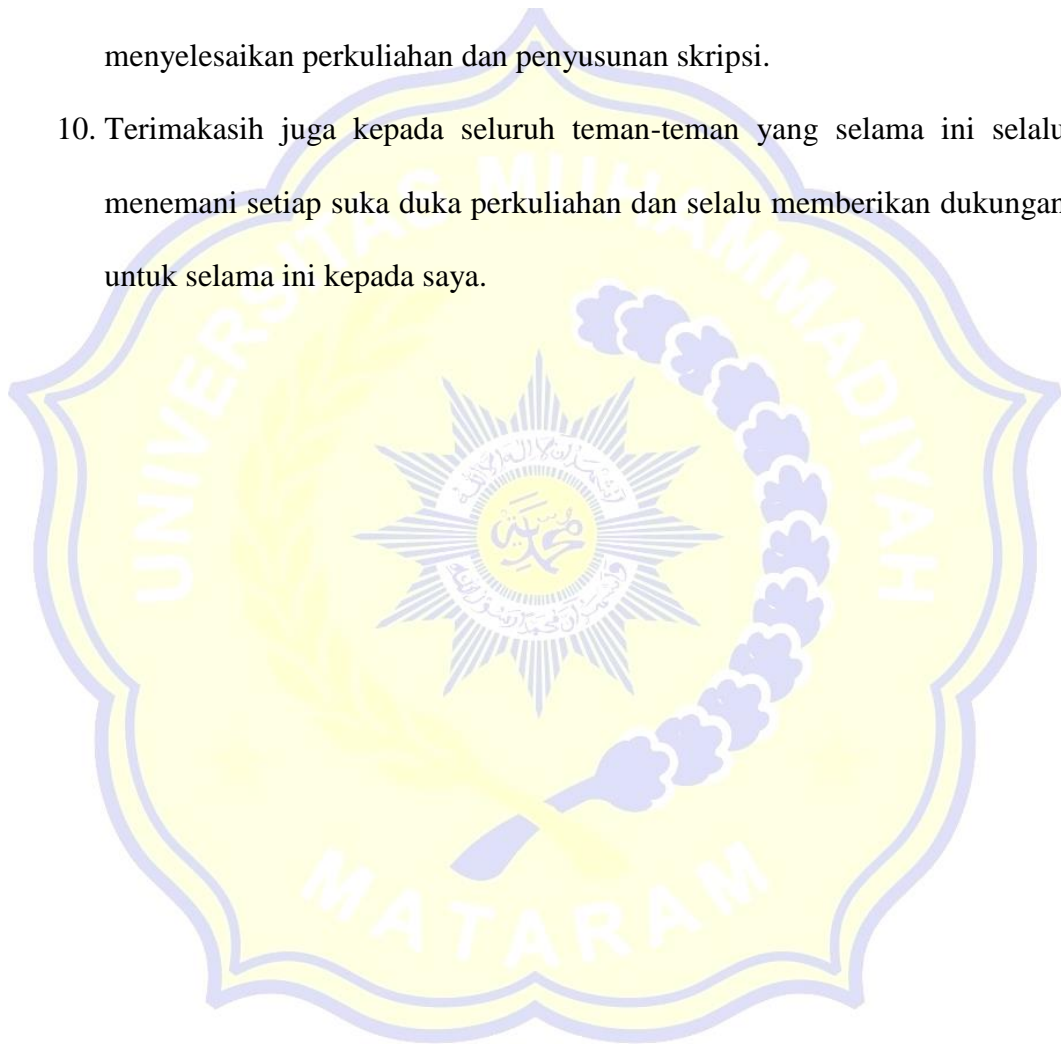 menyelesaikan perkuliahan dan penyusunan skripsi.
10. Terimakasih juga kepada seluruh teman-teman yang selama ini selalu
menemani setiap suka duka perkuliahan dan selalu memberikan dukungan
untuk selama ini kepada saya.
UNIVERSITAS MUHAMMADIYAH
MATARAM